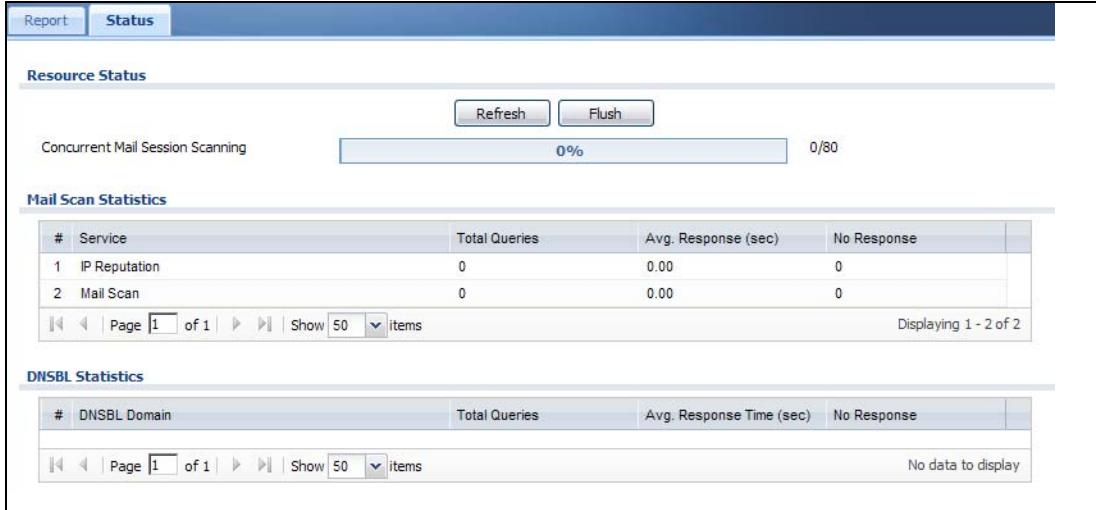 Report Status
Resource Status
Refresh Flush
Concurrent Mail Session Scanning 0% 0/80
Mail Scan Statistics
# Service Total Queries Avg. Response (sec) No Response
1 IP Reputation 0 0.00 0
2 Mail Scan 0 0.00 0
Page 1 of 1 Show 50 items Displaying 1 - 2 of 2
DNSBL Statistics
# DNSBL Domain Total Queries Avg. Response Time (sec) No Response
Page 1 of 1 Show 50 items No data to display